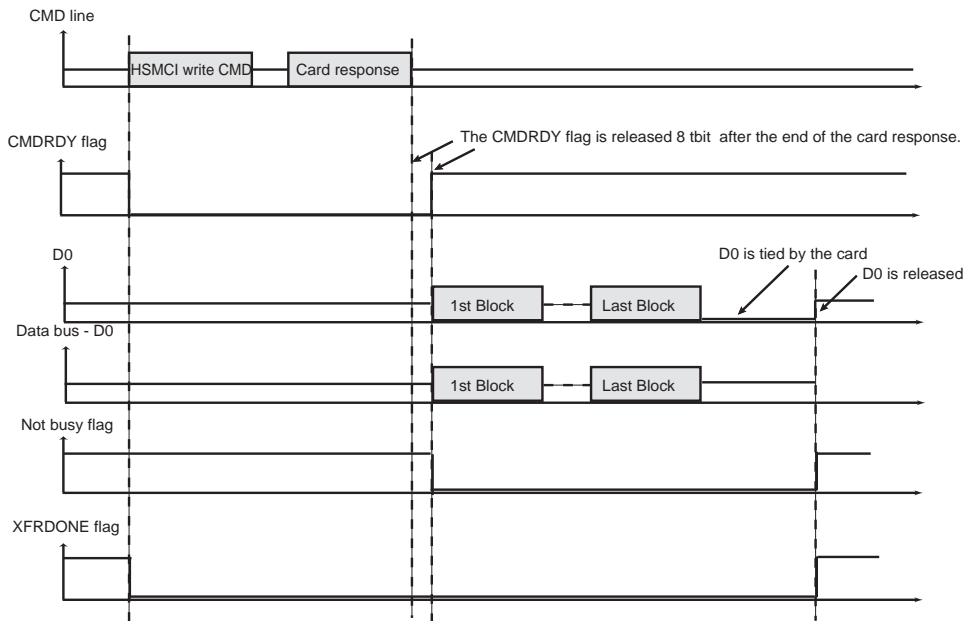 CMD line
HSMCI write CMD
Card response
The CMDRDY flag is released 8 tbit after the end of the card response.
CMDRDY flag
D0
D0 is tied by the card
D0 is released
1st Block
Last Block
Data bus - D0
1st Block
Last Block
Not busy flag
XFRDONE flag